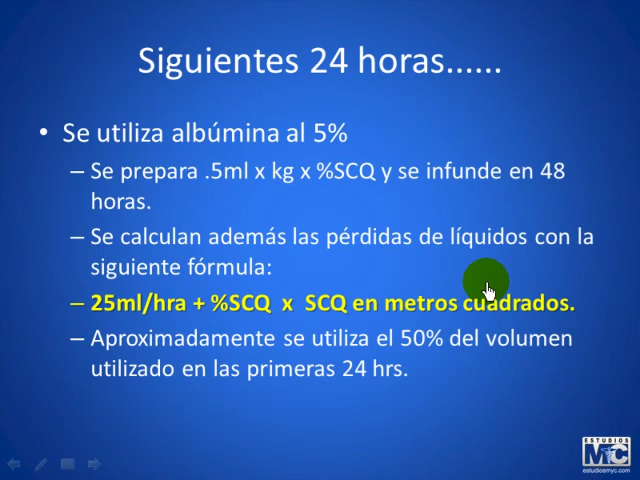 Siguientes 24 horas......
• Se utiliza albúmina al 5%
– Se prepara .5ml x kg x %SCQ y se infunde en 48
horas.
– Se calculan además las pérdidas de líquidos con la
siguiente fórmula:
– 25ml/hra + %SCQ x SCQ en metros cuadrados.
– Aproximadamente se utiliza el 50% del volumen
utilizado en las primeras 24 hrs.
ESTUDIOS
MyC
estudiosmyc.com